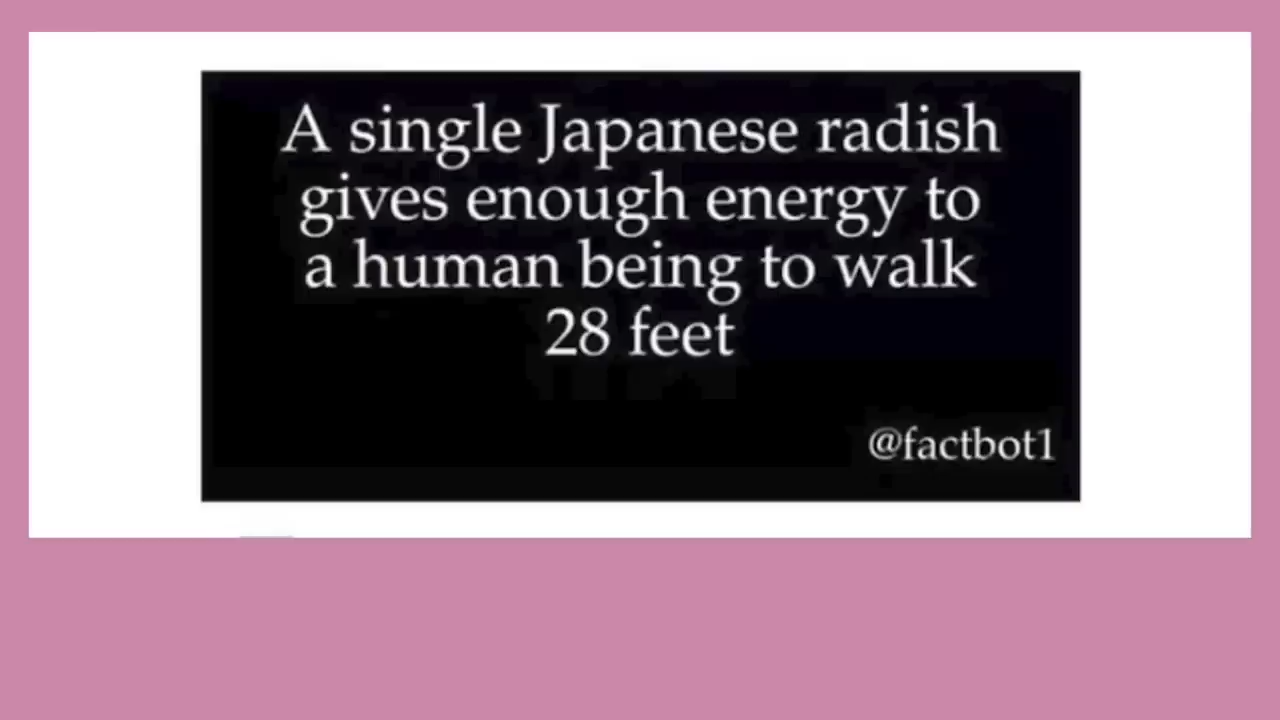 A single Japanese radish
gives enough energy to
a human being to walk
28 feet
@factbot1